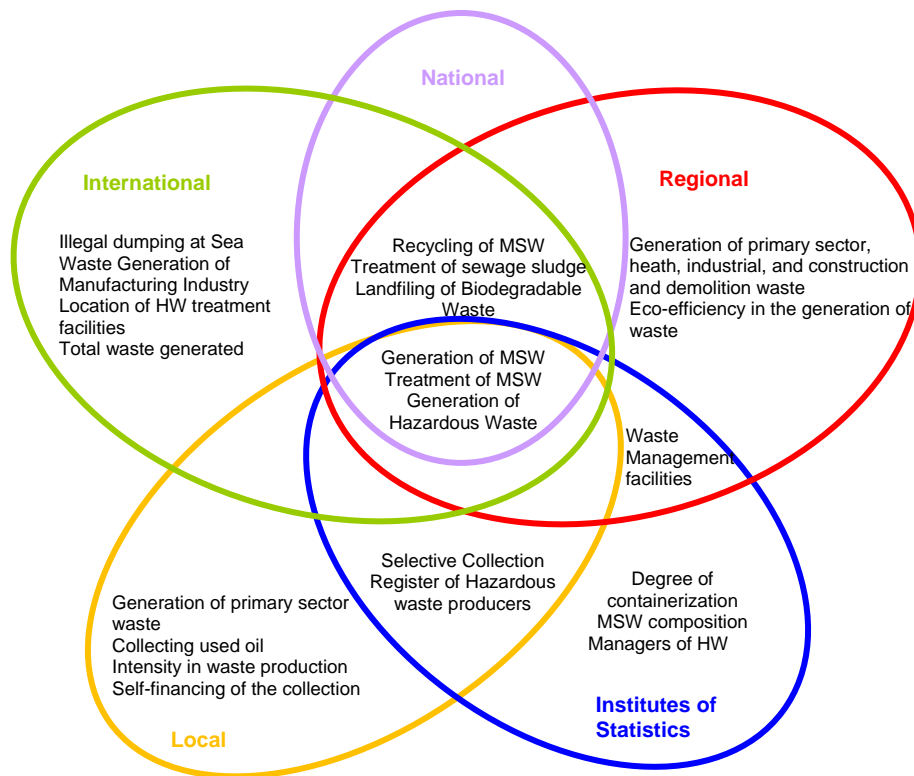 National
International
Illegal dumping at Sea
Waste Generation of
Manufacturing Industry
Location of HW treatment
facilities
Total waste generated
Recycling of MSW
Treatment of sewage sludge
Landfiling of Biodegradable
Waste
Regional
Generation of primary sector,
heath, industrial, and construction
and demolition waste
Eco-efficiency in the generation of
waste
Generation of MSW
Treatment of MSW
Generation of
Hazardous Waste
Waste
Management
facilities
Selective Collection
Register of Hazardous
waste producers
Generation of primary sector
waste
Collecting used oil
Intensity in waste production
Self-financing of the collection
Local
Degree of
containerization
MSW composition
Managers of HW
Institutes of
Statistics